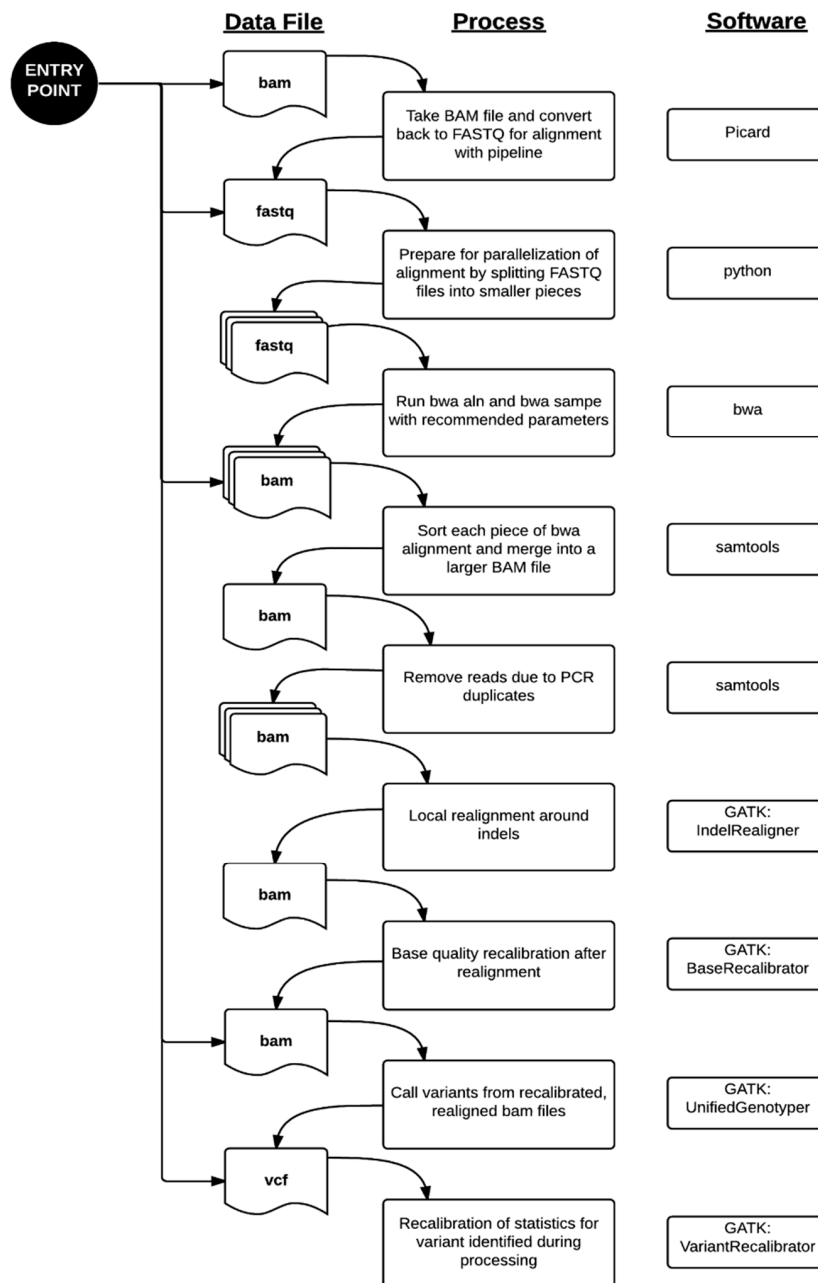 Data File
Process
Software
ENTRY
POINT
bam
Take BAM file and convert
back to FASTQ for alignment
with pipeline
Picard
fastq
Prepare for parallelization of
alignment by splitting FASTQ
files into smaller pieces
python
fastq
Run bwa aln and bwa sampe
with recommended parameters
bwa
bam
Sort each piece of bwa
alignment and merge into a
larger BAM file
samtools
bam
Remove reads due to PCR
duplicates
samtools
bam
Local realignment around
indels
GATK:
IndelRealigner
bam
Base quality recalibration after
realignment
GATK:
BaseRecalibrator
bam
Call variants from recalibrated,
realigned bam files
GATK:
UnifiedGenotyper
vcf
Recalibration of statistics for
variant identified during
processing
GATK:
VariantRecalibrator